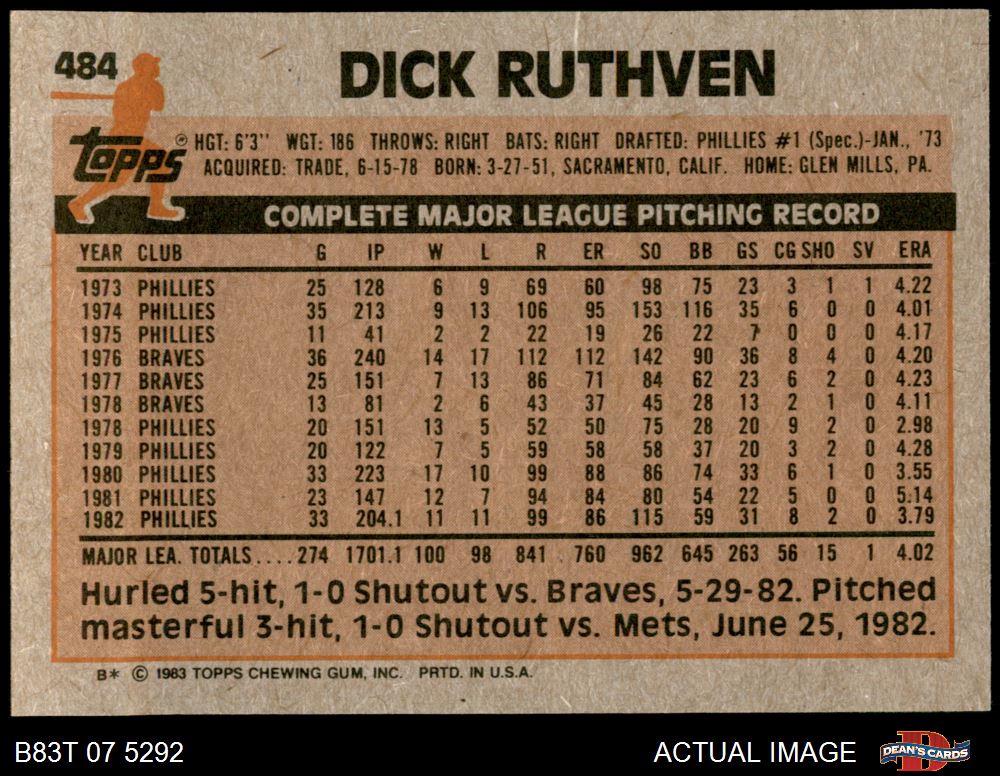 484
DICK RUTHVEN
topps ® HGT: 6'3" WGT: 186 THROWS: RIGHT BATS: RIGHT DRAFTED: PHILLIES #1 (Spec.)-JAN., '73
ACQUIRED: TRADE, 6-15-78 BORN: 3-27-51, SACRAMENTO, CALIF. HOME: GLEN MILLS, PA.
COMPLETE MAJOR LEAGUE PITCHING RECORD
YEAR CLUB G IP W L R ER SO BB GS CG SHO SV ERA
1973 PHILLIES 25 128 6 9 69 60 98 75 23 3 1 1 4.22
1974 PHILLIES 35 213 9 13 106 95 153 116 35 6 0 0 4.01
1975 PHILLIES 11 41 2 2 22 19 26 22 7 0 0 0 4.17
1976 BRAVES 36 240 14 17 112 112 142 90 36 8 4 0 4.20
1977 BRAVES 25 151 7 13 86 71 84 62 23 6 2 0 4.23
1978 BRAVES 13 81 2 6 43 37 45 28 13 2 1 0 4.11
1978 PHILLIES 20 151 13 5 52 50 75 28 20 9 2 0 2.98
1979 PHILLIES 20 122 7 5 59 58 58 37 20 3 2 0 4.28
1980 PHILLIES 33 223 17 10 99 88 86 74 33 6 1 0 3.55
1981 PHILLIES 23 147 12 7 94 84 80 54 22 5 0 0 5.14
1982 PHILLIES 33 204.1 11 11 99 86 115 59 31 8 2 0 3.79
MAJOR LEA. TOTALS.... 274 1701.1 100 98 841 760 962 645 263 56 15 1 4.02
Hurled 5-hit, 1-0 Shutout vs. Braves, 5-29-82. Pitched
masterful 3-hit, 1-0 Shutout vs. Mets, June 25, 1982.
B* © 1983 TOPPS CHEWING GUM, INC. PRTD. IN U.S.A.
B83T 07 5292 ACTUAL IMAGE D DEAN'S CARDS